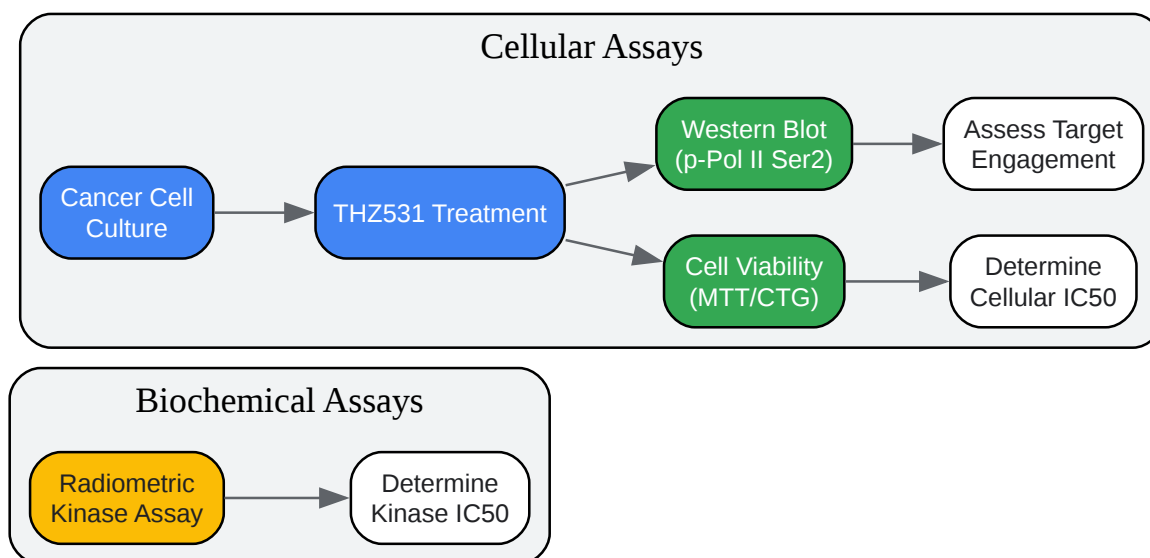 Cellular Assays
Cancer Cell
Culture
THZ531 Treatment
Western Blot
(p-Pol II Ser2)
Assess Target
Engagement
Cell Viability
(MTT/CTG)
Determine
Cellular IC50
Biochemical Assays
Radiometric
Kinase Assay
Determine
Kinase IC50